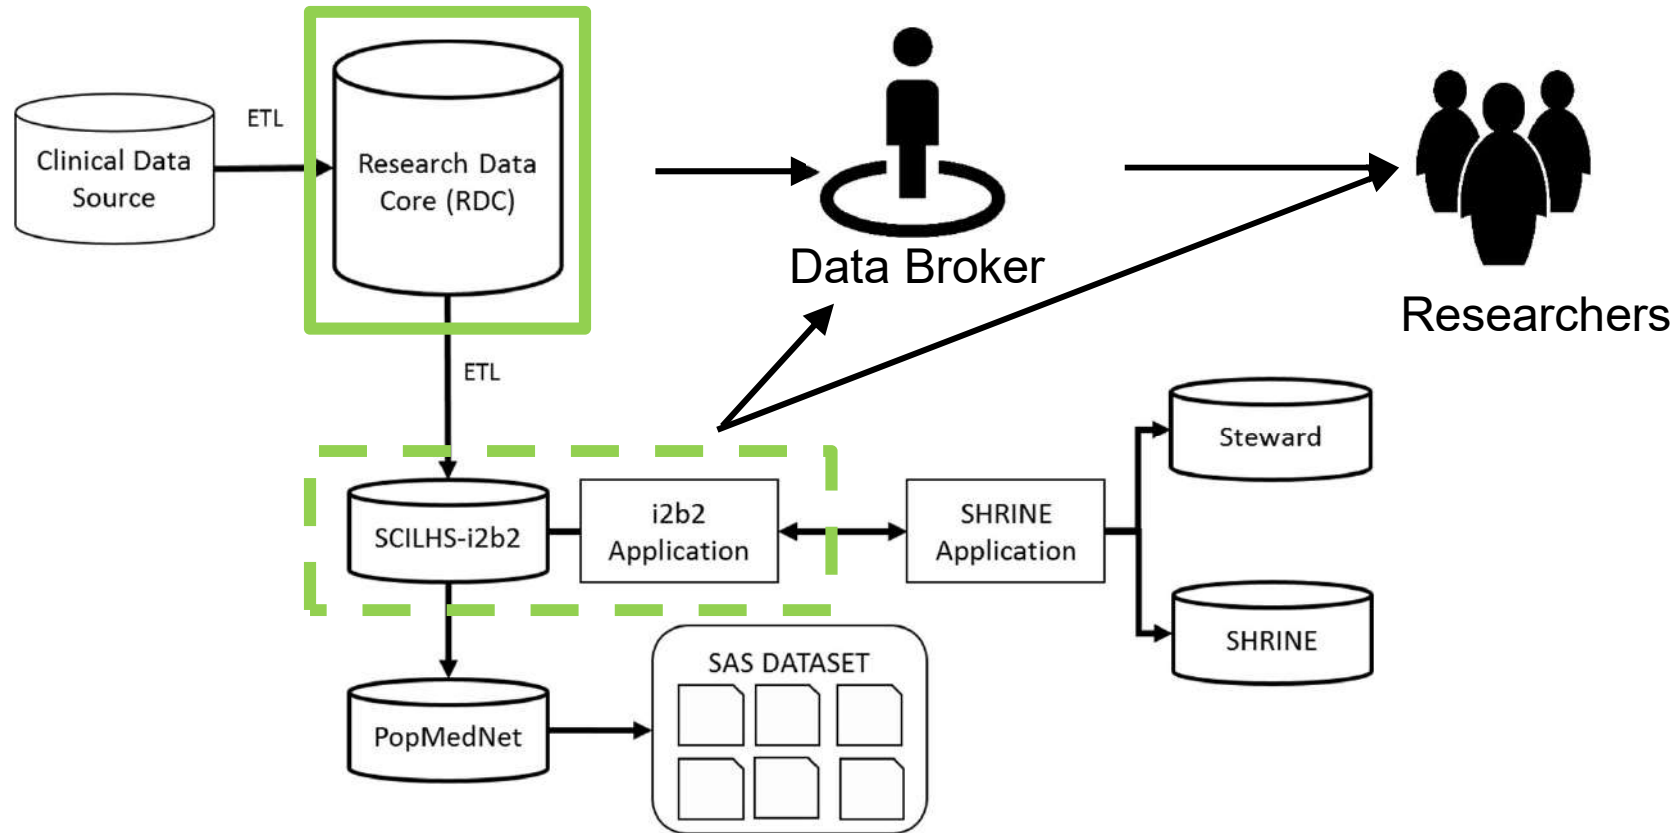 ETL
Clinical Data
Source
Research Data
Core (RDC)
Data Broker
Researchers
ETL
Steward
SCILHS-i2b2
i2b2
Application
SHRINE
Application
SHRINE
SAS DATASET
PopMedNet